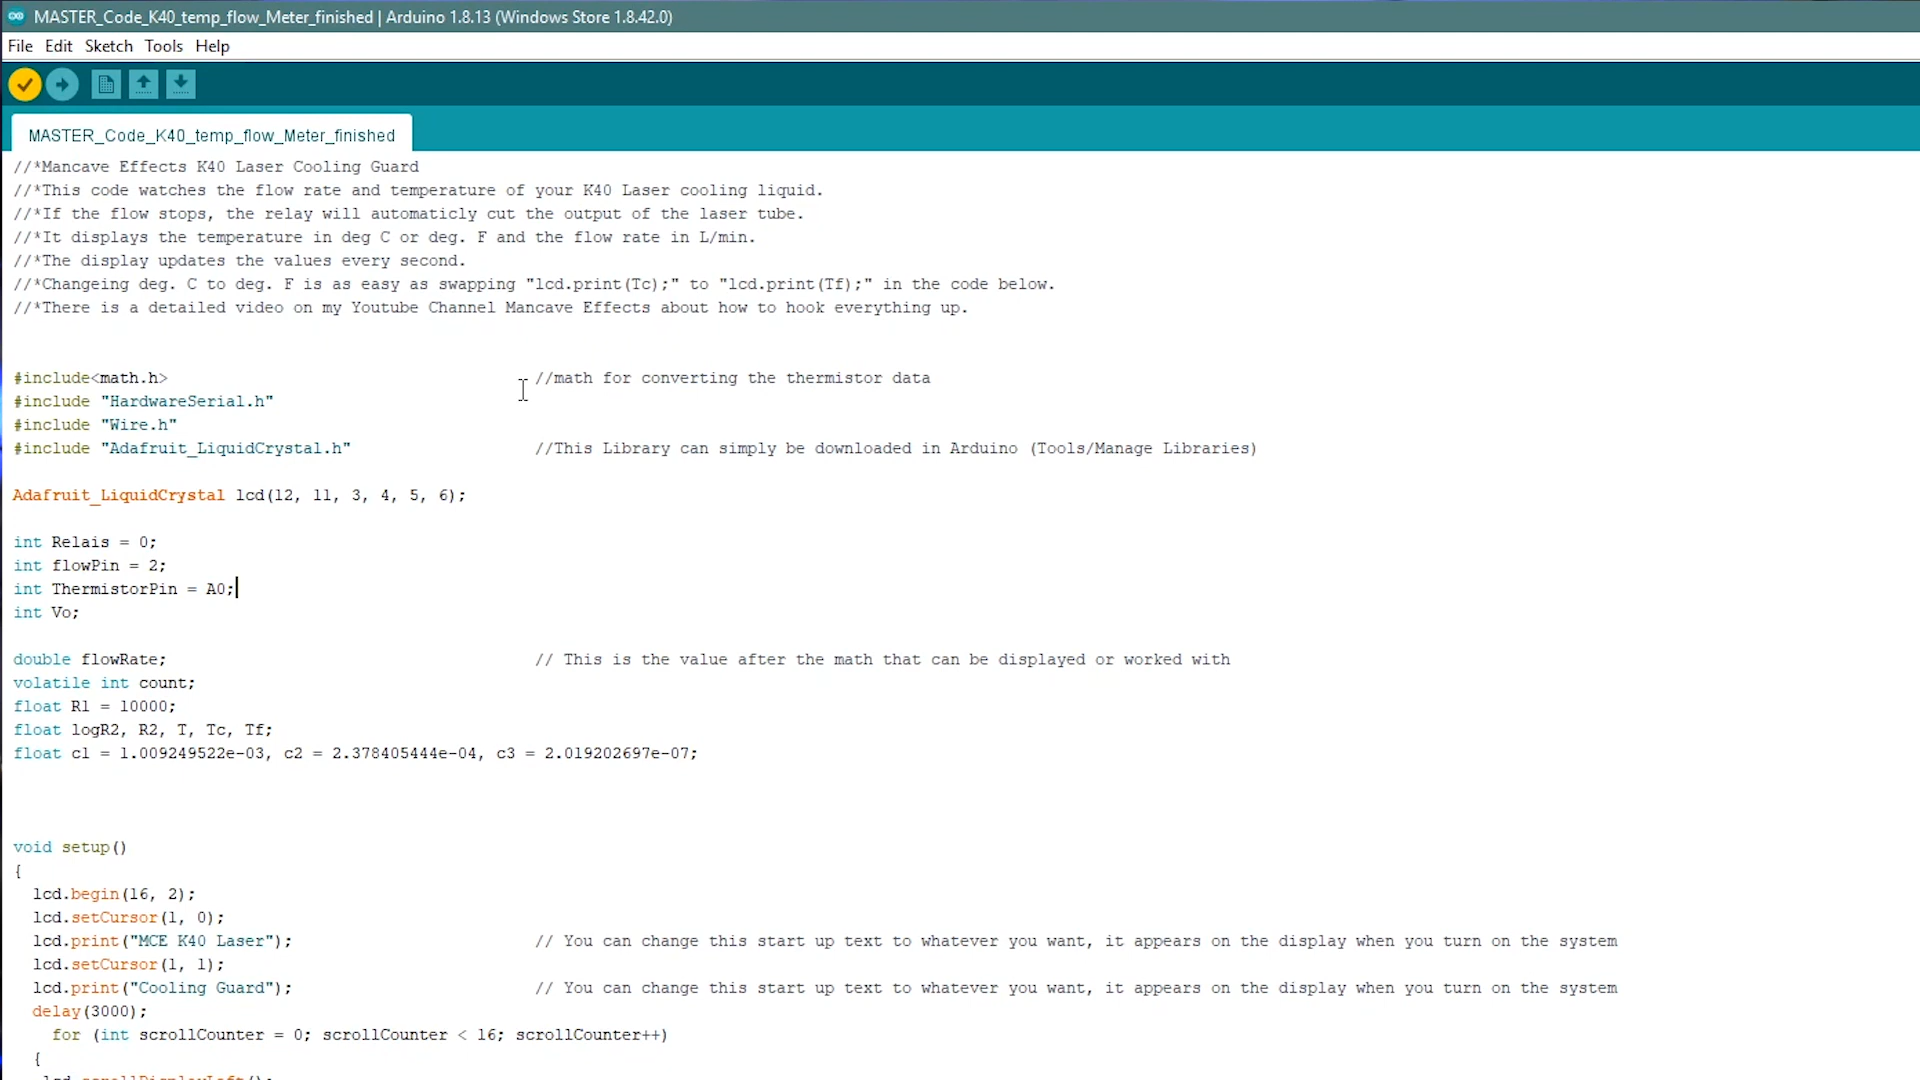 MASTER_Code_K40_temp_flow_Meter_finished | Arduino 1.8.13 (Windows Store 1.8.42.0)
File Edit Sketch Tools Help
MASTER_Code_K40_temp_flow_Meter_finished
//*Mancave Effects K40 Laser Cooling Guard
//*This code watches the flow rate and temperature of your K40 Laser cooling liquid.
//*If the flow stops, the relay will automaticly cut the output of the laser tube.
//*It displays the temperature in deg C or deg. F and the flow rate in L/min.
//*The display updates the values every second.
//*Changeing deg. C to deg. F is as easy as swapping "lcd.print(Tc);" to "lcd.print(Tf);" in the code below.
//*There is a detailed video on my Youtube Channel Mancave Effects about how to hook everything up.
#include<math.h> //math for converting the thermistor data
#include "HardwareSerial.h"
#include "Wire.h"
#include "Adafruit_LiquidCrystal.h" //This Library can simply be downloaded in Arduino (Tools/Manage Libraries)
Adafruit_LiquidCrystal lcd(12, 11, 3, 4, 5, 6);
int Relais = 0;
int flowPin = 2;
int ThermistorPin = A0;
int Vo;
double flowRate; // This is the value after the math that can be displayed or worked with
volatile int count;
float R1 = 10000;
float logR2, R2, T, Tc, Tf;
float c1 = 1.009249522e-03, c2 = 2.378405444e-04, c3 = 2.019202697e-07;
void setup()
{
lcd.begin(16, 2);
lcd.setCursor(1, 0);
lcd.print("MCE K40 Laser"); // You can change this start up text to whatever you want, it appears on the display when you turn on the system
lcd.setCursor(1, 1);
lcd.print("Cooling Guard"); // You can change this start up text to whatever you want, it appears on the display when you turn on the system
delay(3000);
for (int scrollCounter = 0; scrollCounter < 16; scrollCounter++)
{
lcd.scrollDisplayLeft();